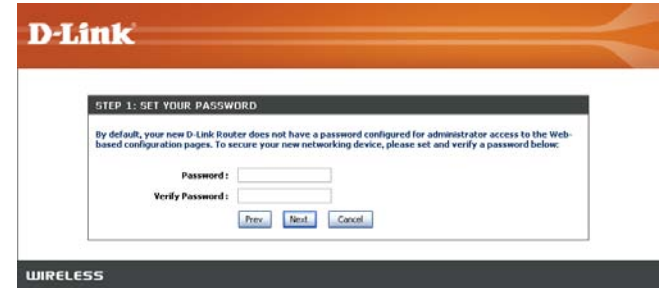 D-Link
STEP 1: SET YOUR PASSWORD
By default, your new D-Link Router does not have a password configured for administrator access to the Web-
based configuration pages. To secure your new networking device, please set and verify a password below:
Password :
Verify Password :
Prev Next Cancel
WIRELESS